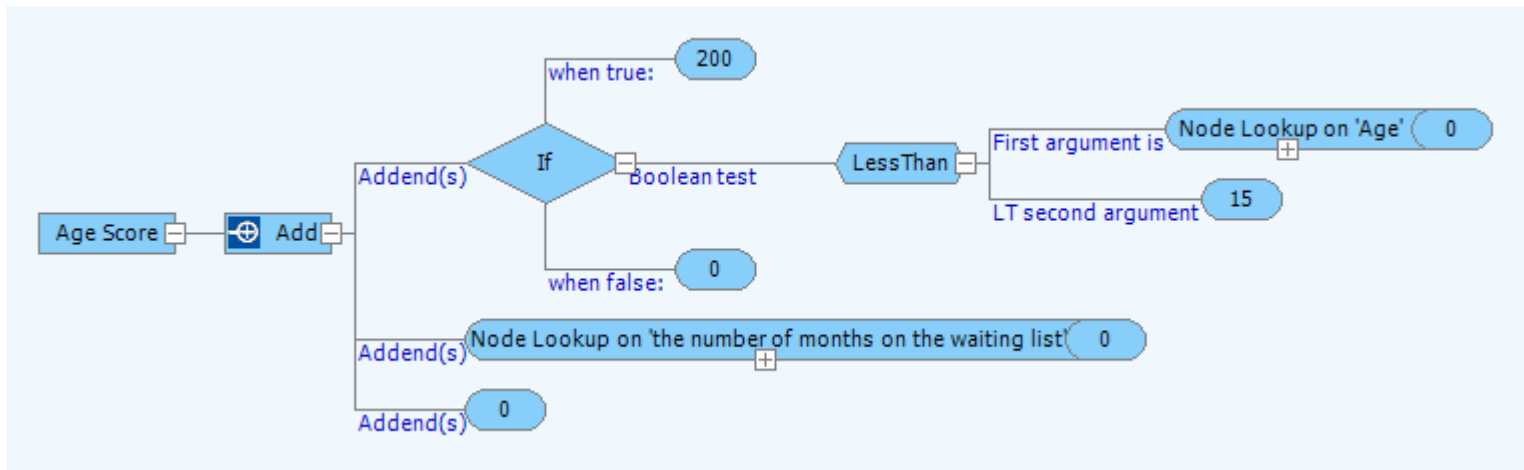 200
when true:
Node Lookup on 'Age' 0
First argument is
If
LessThan
Addend(s)
Boolean test
15
LT second argument
Age Score
Add
0
when false:
Node Lookup on 'the number of months on the waiting list' 0
Addend(s)
0
Addend(s)